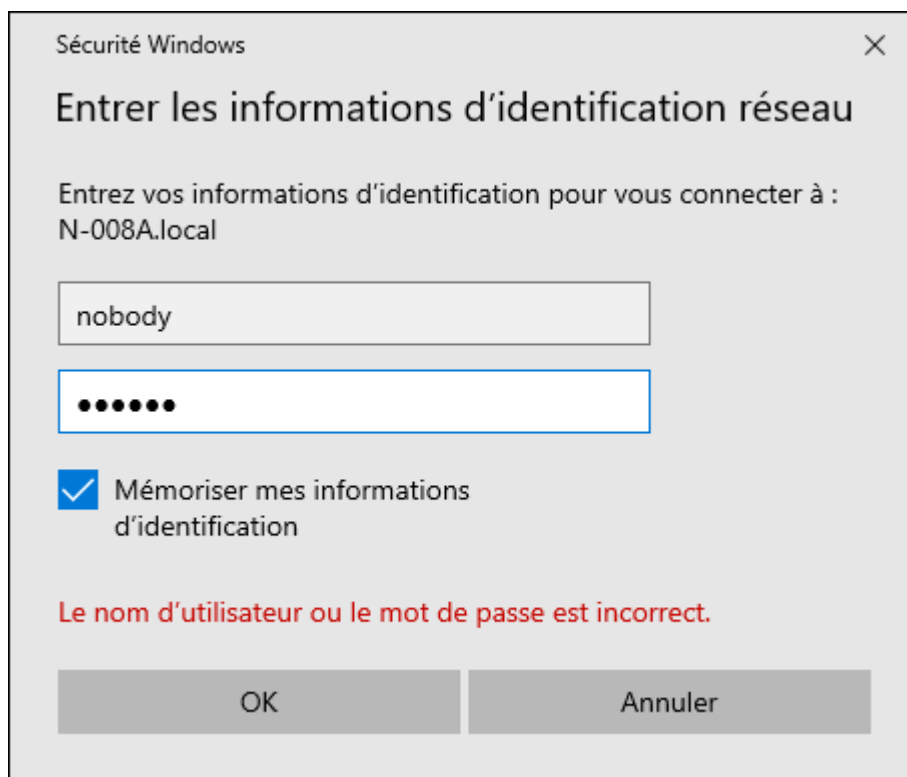 Sécurité Windows
Entrer les informations d’identification réseau
Entrez vos informations d’identification pour vous connecter à :
N-008A.local
nobody
••••••
Mémoriser mes informations
d’identification
Le nom d’utilisateur ou le mot de passe est incorrect.
OK
Annuler